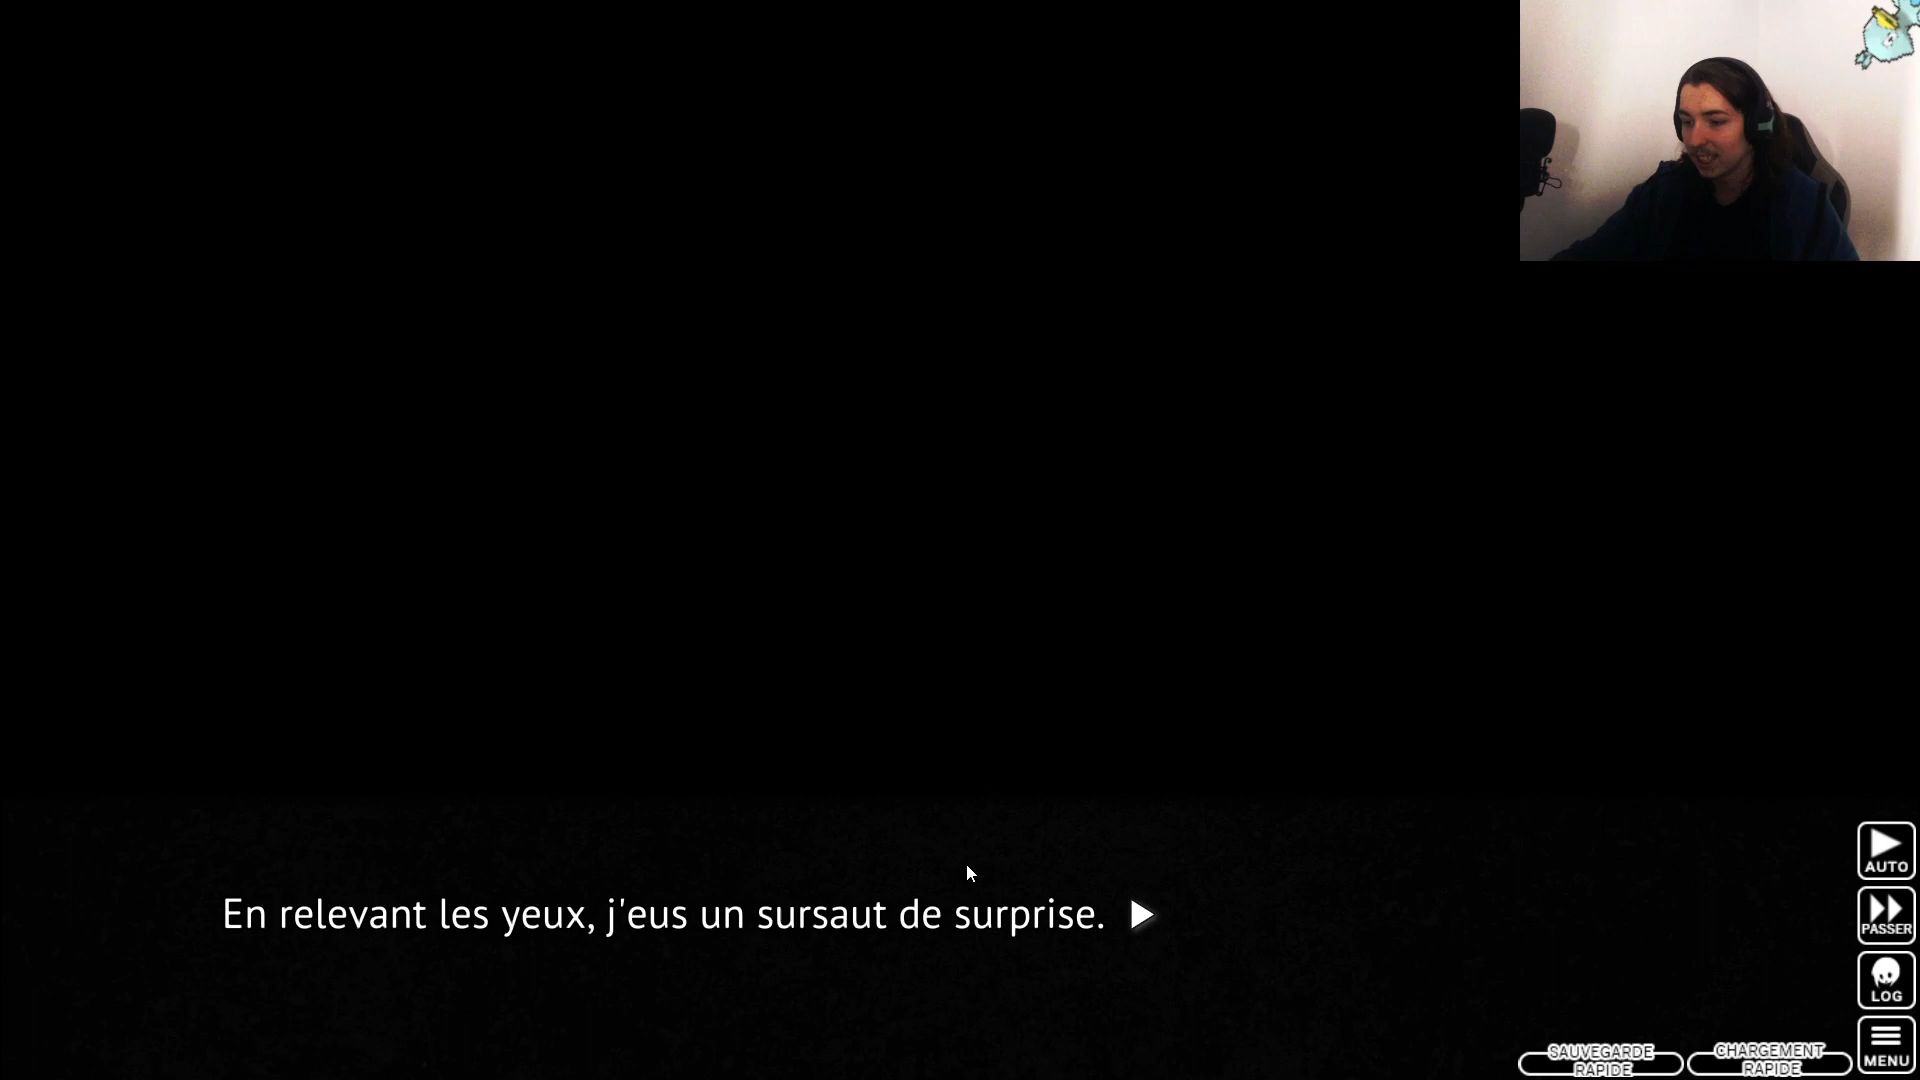 En relevant les yeux, j'eus un sursaut de surprise.
AUTO
PASSER
LOG
MENU
SAUVEGARDE
RAPIDE
CHARGEMENT
RAPIDE